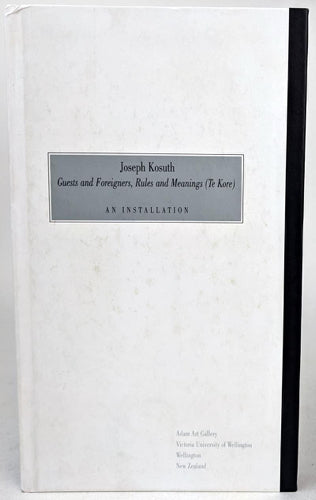 Joseph Kosuth
Guests and Foreigners, Rules and Meanings (Te Kore)
AN INSTALLATION
Adam Art Gallery
Victoria University of Wellington
Wellington
New Zealand